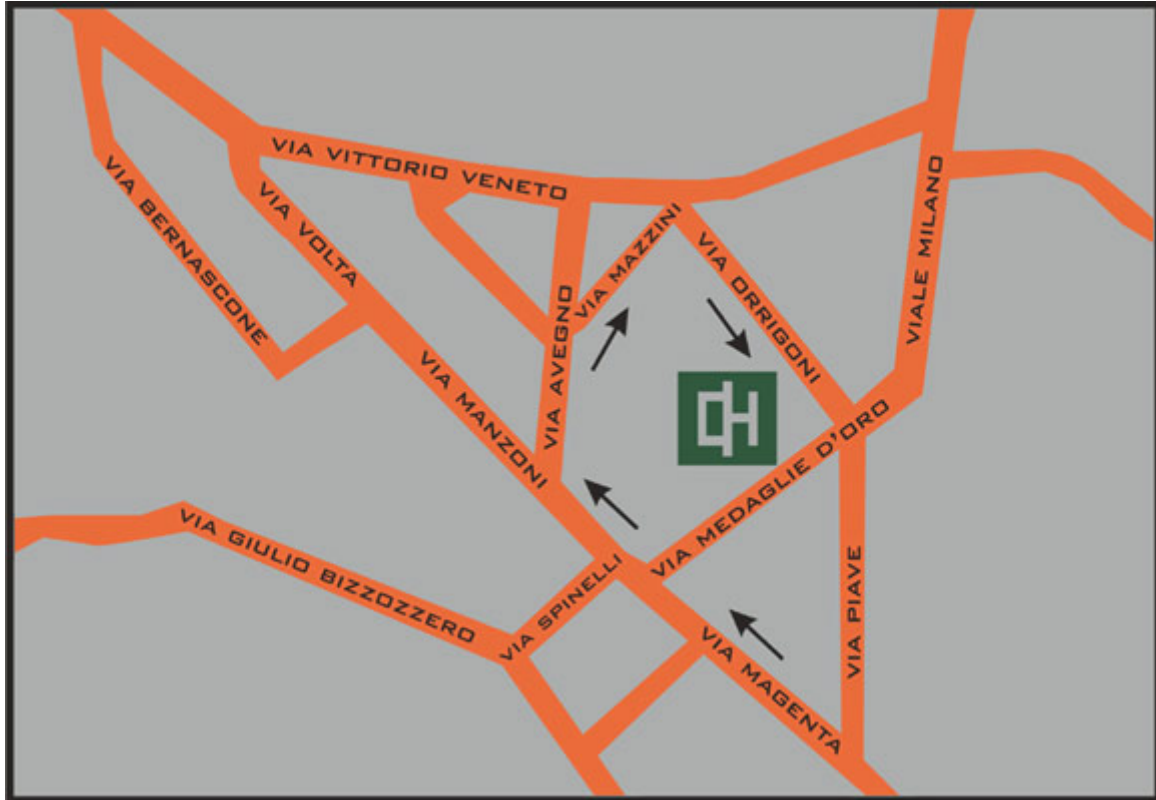 VIA VITTORIO VENETO
VIA BERNASCONE
VIA VOLTA
VIA MAZZINI
VIA ORRIGONI
VIALE MILANO
VIA AVEGNO
VIA MANZONI
VIA MEDAGLIE D'ORO
VIA GIULIO BIZZOZZERO
VIA SPINELLI
VIA PIAVE
VIA MAGENTA